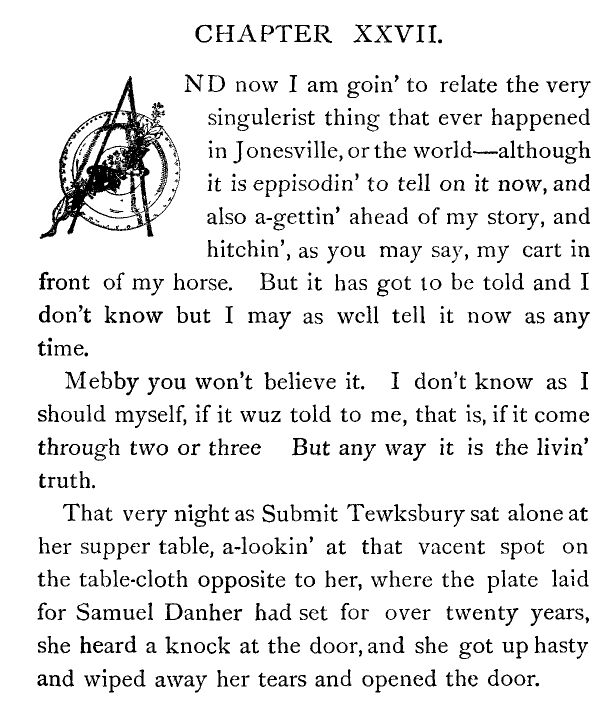 CHAPTER XXVII.
AND now I am goin' to relate the very
singulerist thing that ever happened
in Jonesville, or the world—although
it is eppisodin' to tell on it now, and
also a-gettin' ahead of my story, and
hitchin', as you may say, my cart in
front of my horse. But it has got to be told and I
don't know but I may as well tell it now as any
time.
Mebby you won't believe it. I don't know as I
should myself, if it wuz told to me, that is, if it come
through two or three But any way it is the livin'
truth.
That very night as Submit Tewksbury sat alone at
her supper table, a-lookin' at that vacent spot on
the table-cloth opposite to her, where the plate laid
for Samuel Danher had set for over twenty years,
she heard a knock at the door, and she got up hasty
and wiped away her tears and opened the door.